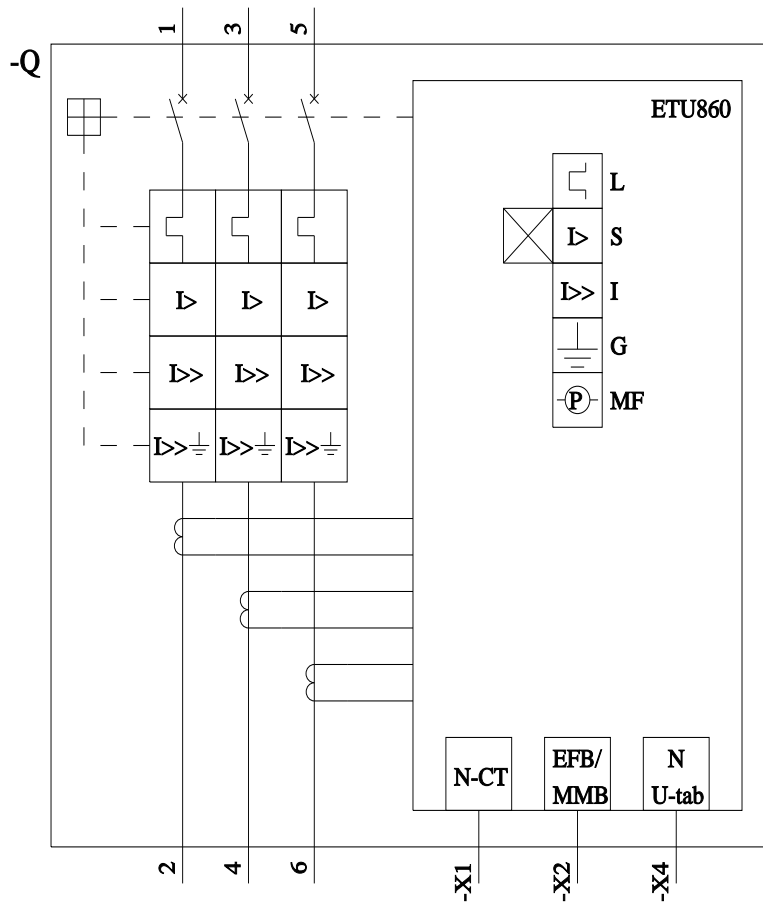 1 3 5
-Q
ETU860
L
I> S
I> I> I>
I>> I
I>> I>> I>>
G
P MF
I>> I>> I>>
N-CT
EFB/
MMB
N
U-tab
2 4 6 -X1 -X2 -X4